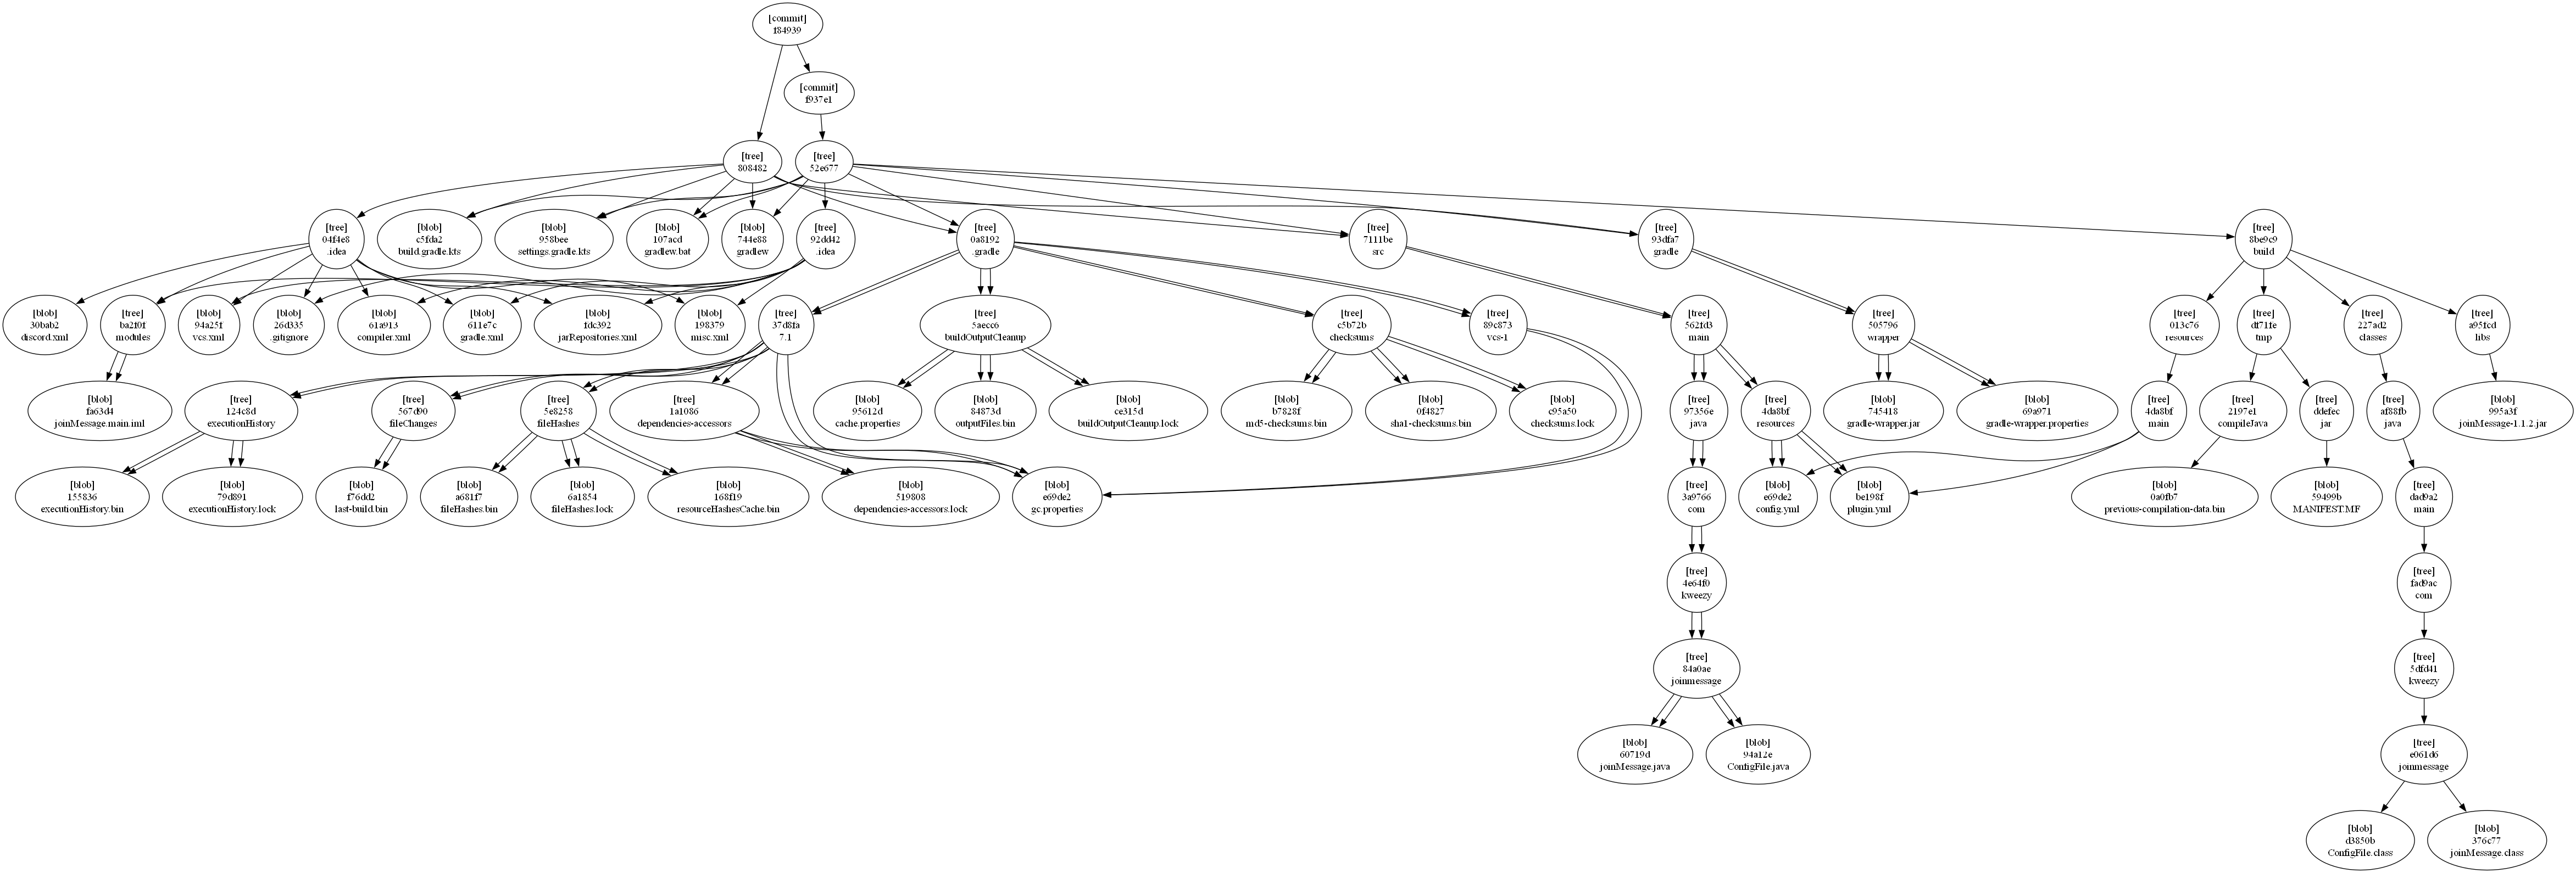 [commit]
f84939
[commit]
f937e1
[tree]
808482
[tree]
52e677
[tree]
04f4e8
.idea
[blob]
c5fda2
build.gradle.kts
[blob]
958bee
settings.gradle.kts
[blob]
107acd
gradlew.bat
[blob]
744e88
gradlew
[tree]
92dd42
.idea
[tree]
0a8192
.gradle
[tree]
7111be
src
[tree]
93dfa7
gradle
[tree]
8be9c9
build
[blob]
30bab2
discord.xml
[tree]
ba2f0f
modules
[blob]
94a25f
vcs.xml
[blob]
26d335
.gitignore
[blob]
61a913
compiler.xml
[blob]
611e7c
gradle.xml
[blob]
fdc392
jarRepositories.xml
[blob]
198379
misc.xml
[tree]
37d8fa
7.1
[tree]
5aecc6
buildOutputCleanup
[tree]
c5b72b
checksums
[tree]
89c873
vcs-1
[tree]
562fd3
main
[tree]
505796
wrapper
[tree]
013c76
resources
[tree]
df71fe
tmp
[tree]
227ad2
classes
[tree]
a95fcd
libs
[blob]
fa63d4
joinMessage.main.iml
[tree]
124c8d
executionHistory
[tree]
567d90
fileChanges
[tree]
5e8258
fileHashes
[tree]
1a1086
dependencies-accessors
[blob]
95612d
cache.properties
[blob]
84873d
outputFiles.bin
[blob]
ce315d
buildOutputCleanup.lock
[blob]
b7828f
md5-checksums.bin
[blob]
0f4827
sha1-checksums.bin
[blob]
c95a50
checksums.lock
[tree]
97356e
java
[tree]
4da8bf
resources
[blob]
745418
gradle-wrapper.jar
[blob]
69a971
gradle-wrapper.properties
[tree]
4da8bf
main
[tree]
2197e1
compileJava
[tree]
ddefec
jar
[tree]
af88fb
java
[blob]
995a3f
joinMessage-1.1.2.jar
[blob]
155836
executionHistory.bin
[blob]
79d891
executionHistory.lock
[blob]
f76dd2
last-build.bin
[blob]
a681f7
fileHashes.bin
[blob]
6a1854
fileHashes.lock
[blob]
168f19
resourceHashesCache.bin
[blob]
519808
dependencies-accessors.lock
[blob]
e69de2
gc.properties
[tree]
3a9766
com
[blob]
e69de2
config.yml
[blob]
be198f
plugin.yml
[blob]
0a0fb7
previous-compilation-data.bin
[blob]
59499b
MANIFEST.MF
[tree]
dad9a2
main
[tree]
4e64f0
kweezy
[tree]
fad9ac
com
[tree]
84a0ae
joinmessage
[tree]
5dfd41
kweezy
[blob]
60719d
joinMessage.java
[blob]
94a12e
ConfigFile.java
[tree]
e061d6
joinmessage
[blob]
d3850b
ConfigFile.class
[blob]
376c77
joinMessage.class